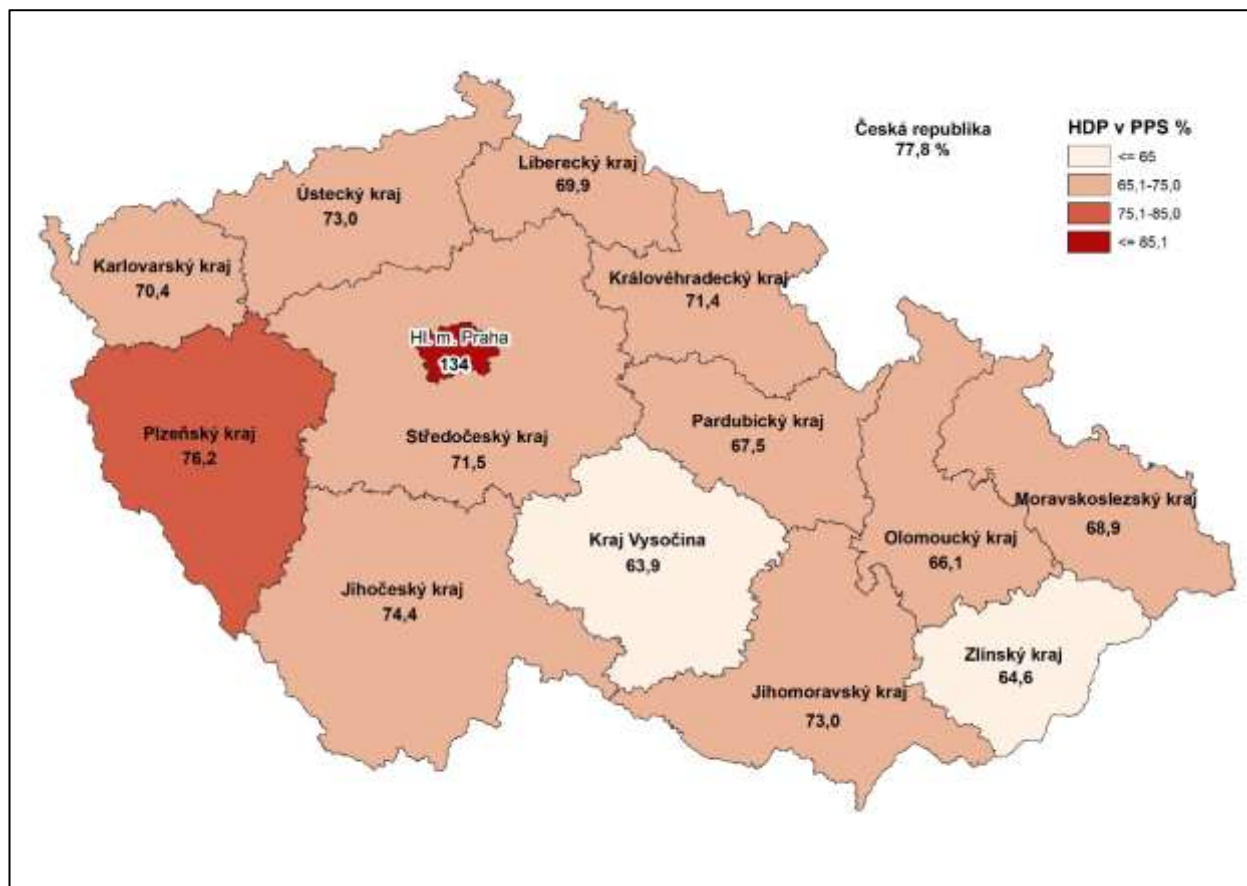 Česká republika
77,8 %
HDP v PPS %
<= 65
65,1-75,0
75,1-85,0
<= 85,1
Liberecký kraj
69,9
Ústecký kraj
73,0
Karlovarský kraj
70,4
Královéhradecký kraj
71,4
Hl. m. Praha
134
Plzeňský kraj
76,2
Středočeský kraj
71,5
Pardubický kraj
67,5
Moravskoslezský kraj
68,9
Olomoucký kraj
66,1
Kraj Vysočina
63,9
Jihočeský kraj
74,4
Zlínský kraj
64,6
Jihomoravský kraj
73,0